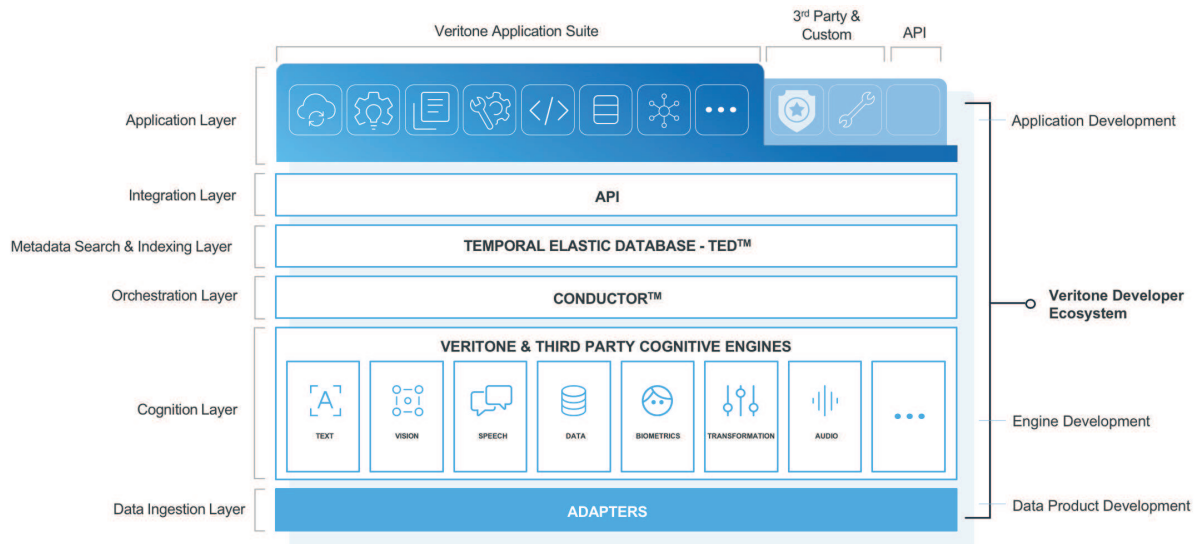 Veritone Application Suite
3rd Party &
Custom
API
Application Layer
</>
Application Development
Integration Layer
API
Metadata Search & Indexing Layer
TEMPORAL ELASTIC DATABASE - TED™
Orchestration Layer
CONDUCTOR™
Veritone Developer
Ecosystem
VERITONE & THIRD PARTY COGNITIVE ENGINES
Cognition Layer
A
TEXT
VISION
SPEECH
DATA
BIOMETRICS
TRANSFORMATION
AUDIO
Engine Development
Data Ingestion Layer
ADAPTERS
Data Product Development